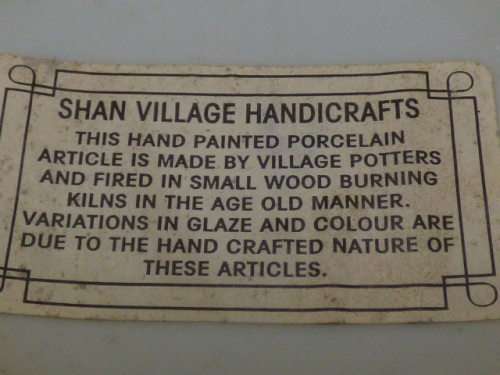 SHAN VILLAGE HANDICRAFTS
THIS HAND PAINTED PORCELAIN
ARTICLE IS MADE BY VILLAGE POTTERS
AND FIRED IN SMALL WOOD BURNING
KILNS IN THE AGE OLD MANNER.
VARIATIONS IN GLAZE AND COLOUR ARE
DUE TO THE HAND CRAFTED NATURE OF
THESE ARTICLES.